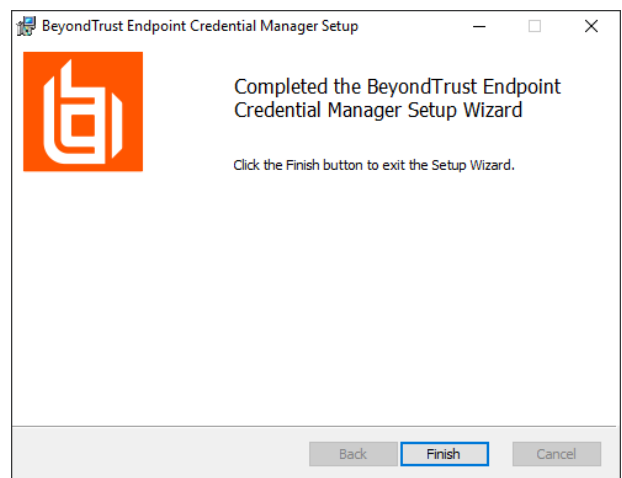 BeyondTrust Endpoint Credential Manager Setup
Completed the BeyondTrust Endpoint
Credential Manager Setup Wizard
Click the Finish button to exit the Setup Wizard.
Back Finish Cancel